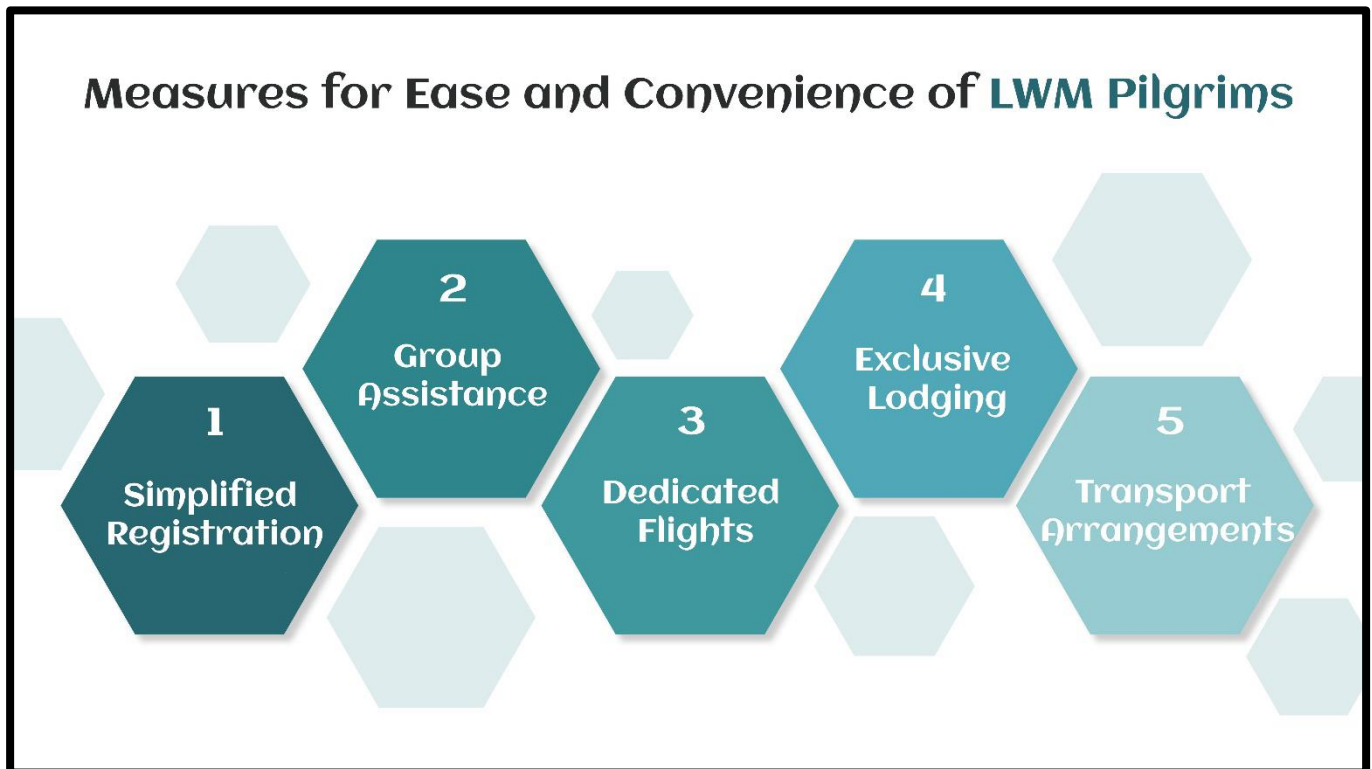 Measures for Ease and Convenience of LWM Pilgrims
1
Simplified
Registration
2
Group
Assistance
3
Dedicated
Flights
4
Exclusive
Lodging
5
Transport
Arrangements